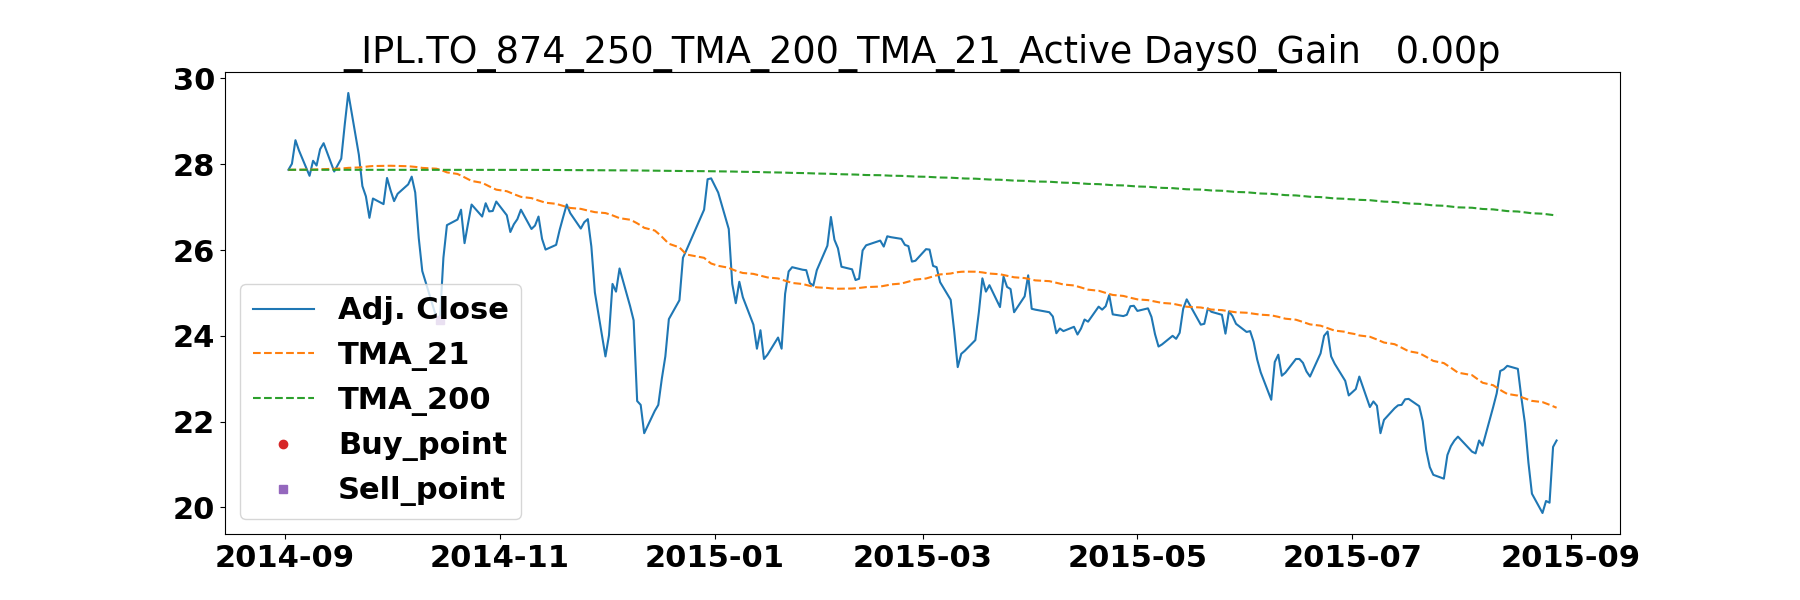 _IPL.TO_874_250_TMA_200_TMA_21_Active Days0_Gain   0.00p
30
28
26
24
22
20
Adj. Close
TMA_21
TMA_200
Buy_point
Sell_point
2014-09 2014-11 2015-01 2015-03 2015-05 2015-07 2015-09